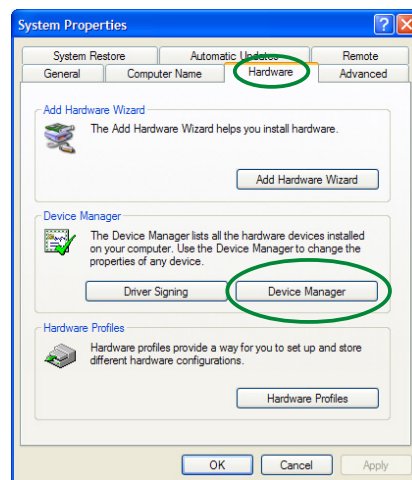 System Properties
System Restore Automatic Updates Remote
General Computer Name Hardware Advanced
Add Hardware Wizard
The Add Hardware Wizard helps you install hardware.
Add Hardware Wizard
Device Manager
The Device Manager lists all the hardware devices installed
on your computer. Use the Device Manager to change the
properties of any device.
Driver Signing Device Manager
Hardware Profiles
Hardware profiles provide a way for you to set up and store
different hardware configurations.
Hardware Profiles
OK Cancel Apply